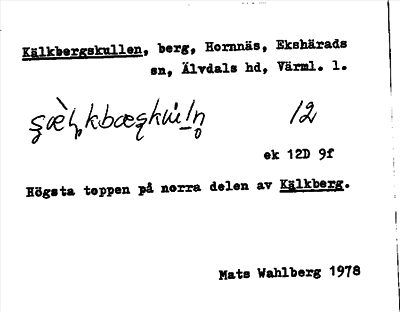 Kälkbergskullen, berg, Hornnäs, Ekshärads
sn, Älvdals hd, Värml. l.
12
ek 12D 9f
Högsta toppen på norra delen av Kälkberg.
Mats Wahlberg 1978